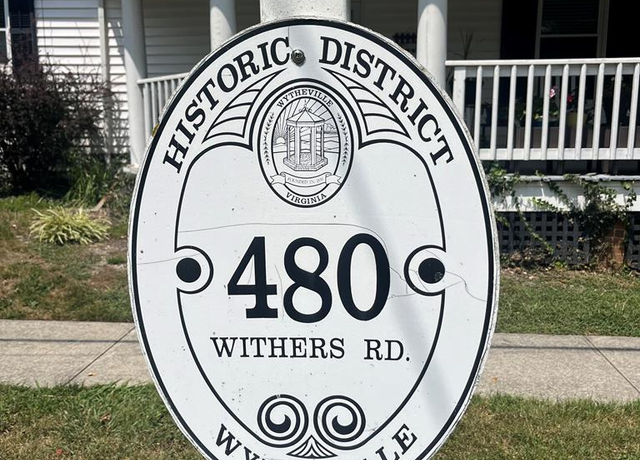 HISTORIC DISTRICT
WYTHEVILLE
VIRGINIA
480
WITHERS RD.